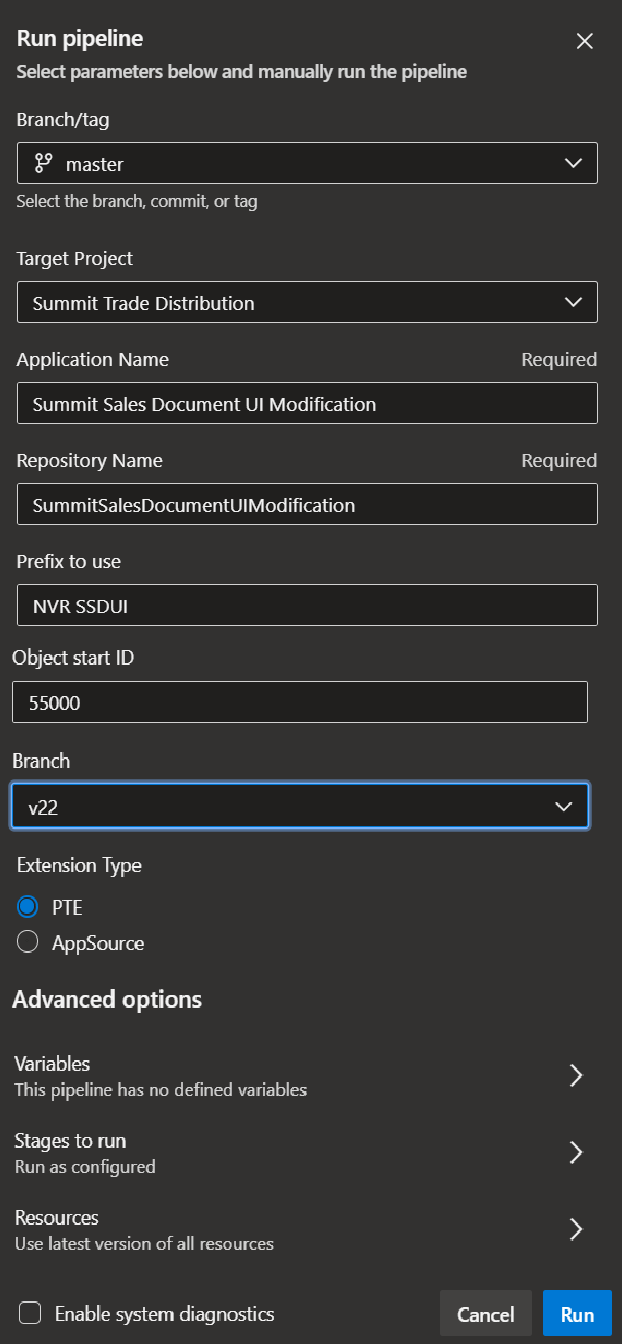 Run pipeline
Select parameters below and manually run the pipeline
Branch/tag
master
Select the branch, commit, or tag
Target Project
Summit Trade Distribution
Application Name Required
Summit Sales Document UI Modification
Repository Name Required
SummitSalesDocumentUIModification
Prefix to use
NVR SSDUI
Object start ID
55000
Branch
v22
Extension Type
PTE
AppSource
Advanced options
Variables
This pipeline has no defined variables
Stages to run
Run as configured
Resources
Use latest version of all resources
Enable system diagnostics Cancel Run